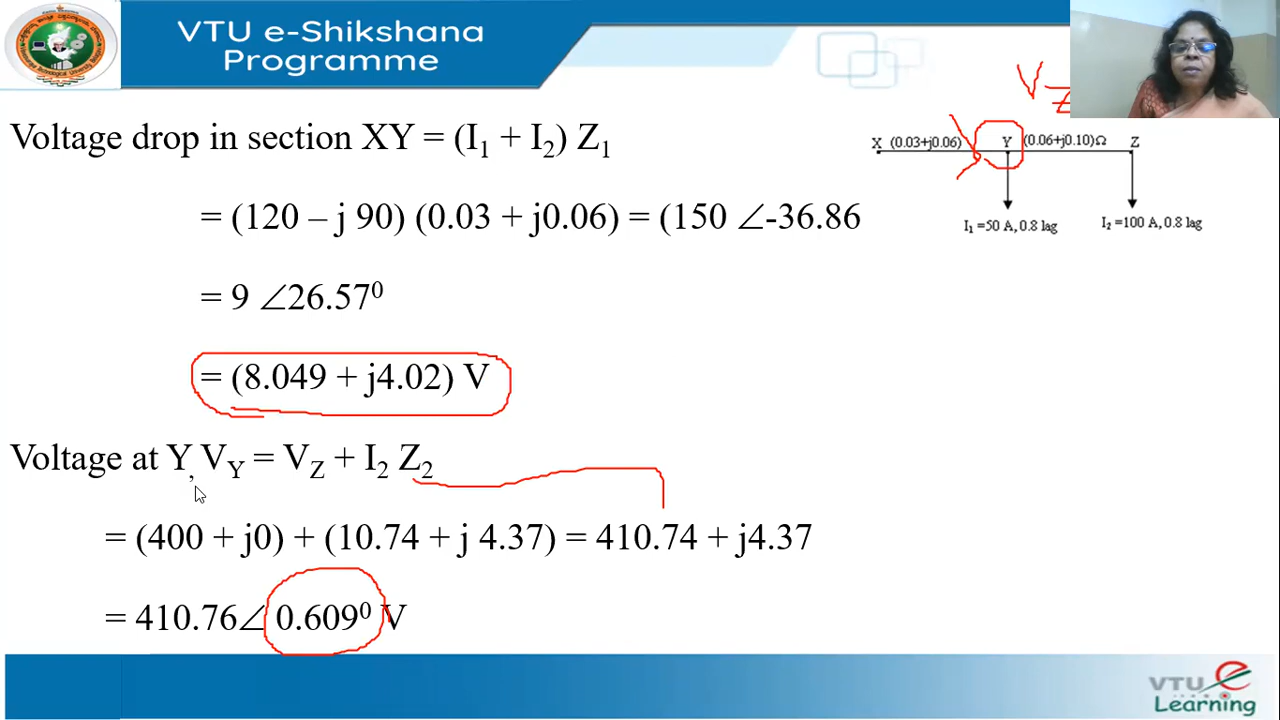 VTU e-Shikshana
Programme
V
Z
Voltage drop in section XY = (I₁ + I₂) Z₁
X (0.03+j0.06) Y (0.06+j0.10)Ω Z
= (120 – j 90) (0.03 + j0.06) = (150 ∠-36.86
I₁ =50 A, 0.8 lag I₂ =100 A, 0.8 lag
= 9 ∠26.57⁰
= (8.049 + j4.02) V
Voltage at Y, V_Y = V_Z + I₂ Z₂
= (400 + j0) + (10.74 + j 4.37) = 410.74 + j4.37
= 410.76∠ 0.609⁰ V
VTU e
Learning